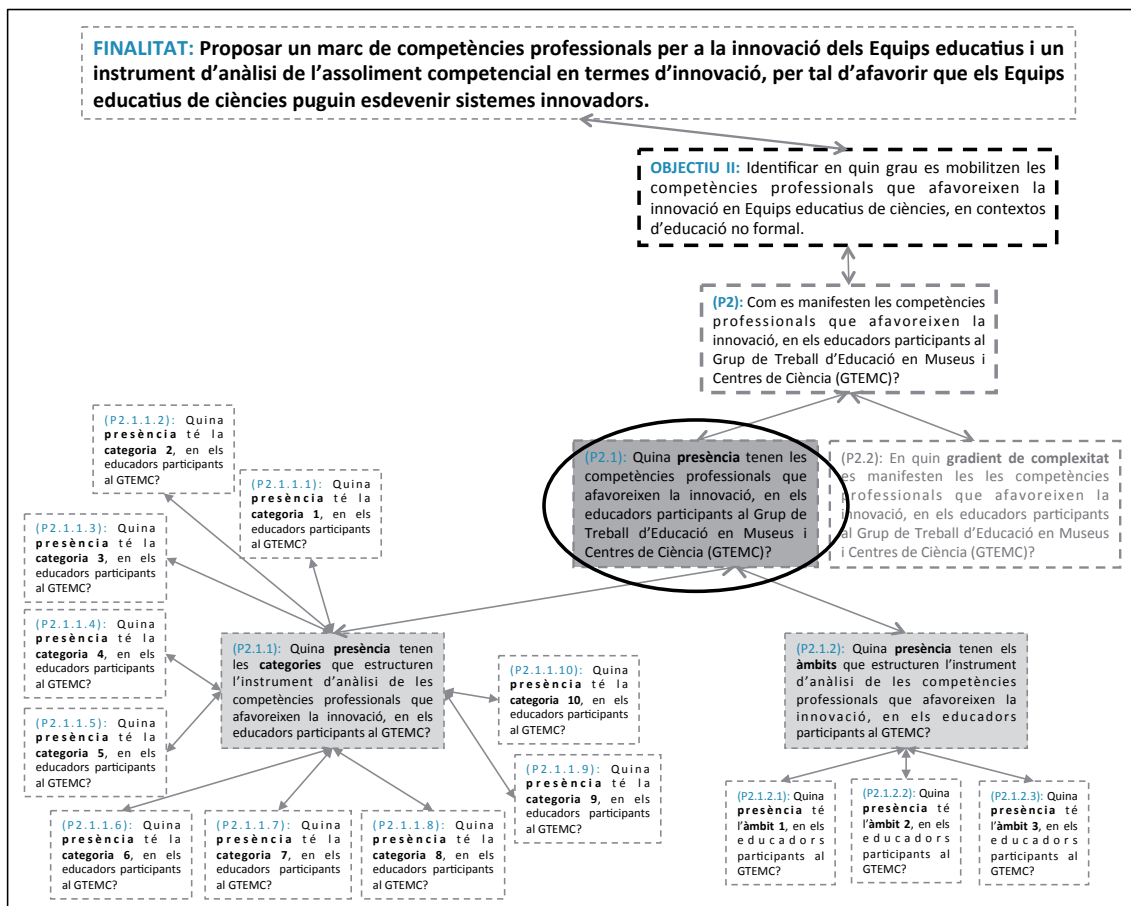 FINALITAT: Proposar un marc de competències professionals per a la innovació dels Equips educatius i un
instrument d'anàlisi de l'assoliment competencial en termes d'innovació, per tal d'afavorir que els Equips
educatius de ciències puguin esdevenir sistemes innovadors.
OBJECTIU II: Identificar en quin grau es mobilitzen les
competències professionals que afavoreixen la
innovació en Equips educatius de ciències, en contextos
d'educació no formal.
(P2): Com es manifesten les competències
professionals que afavoreixen la
innovació, en els educadors participants al
Grup de Treball d'Educació en Museus i
Centres de Ciència (GTEMC)?
(P2.1): Quina presència tenen les
competències professionals que
afavoreixen la innovació, en els
educadors participants al Grup de
Treball d'Educació en Museus i
Centres de Ciència (GTEMC)?
(P2.2): En quin gradient de complexitat
es manifesten les les competències
professionals que afavoreixen la
innovació, en els educadors participants
al Grup de Treball d'Educació en Museus
i Centres de Ciència (GTEMC)?
(P2.1.1.2): Quina
presència té la
categoria 2, en els
educadors participants
al GTEMC?
(P2.1.1.1): Quina
presència té la
categoria 1, en els
educadors participants
al GTEMC?
(P2.1.1.3): Quina
presència té la
categoria 3, en els
educadors participants
al GTEMC?
(P2.1.1.4): Quina
presència té la
categoria 4, en els
educadors participants
al GTEMC?
(P2.1.1.5): Quina
presència té la
categoria 5, en els
educadors participants
al GTEMC?
(P2.1.1): Quina presència tenen
les categories que estructuren
l'instrument d'anàlisi de les
competències professionals que
afavoreixen la innovació, en els
educadors participants al GTEMC?
(P2.1.1.10): Quina
presència té la
categoria 10, en els
educadors participants
al GTEMC?
(P2.1.2): Quina presència tenen els
àmbits que estructuren l'instrument
d'anàlisi de les competències
professionals que afavoreixen la
innovació, en els educadors
participants al GTEMC?
(P2.1.1.9): Quina
presència té la
categoria 9, en els
educadors participants
al GTEMC?
(P2.1.1.6): Quina
presència té la
categoria 6, en els
educadors participants
al GTEMC?
(P2.1.1.7): Quina
presència té la
categoria 7, en els
educadors participants
al GTEMC?
(P2.1.1.8): Quina
presència té la
categoria 8, en els
educadors participants
al GTEMC?
(P2.1.2.1): Quina
presència té
l'àmbit 1, en els
educadors
participants al
GTEMC?
(P2.1.2.2): Quina
presència té
l'àmbit 2, en els
educadors
participants al
GTEMC?
(P2.1.2.3): Quina
presència té
l'àmbit 3, en els
educadors
participants al
GTEMC?